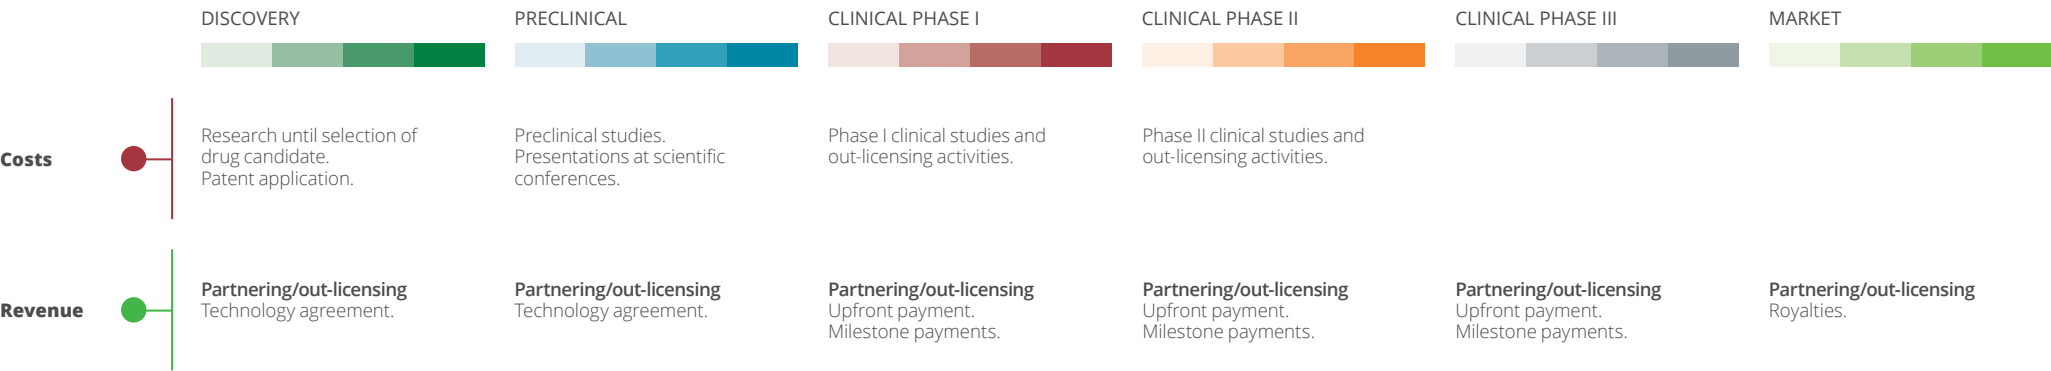 DISCOVERY
PRECLINICAL
CLINICAL PHASE I
CLINICAL PHASE II
CLINICAL PHASE III
MARKET
Costs
Research until selection of
drug candidate.
Patent application.
Preclinical studies.
Presentations at scientific
conferences.
Phase I clinical studies and
out-licensing activities.
Phase II clinical studies and
out-licensing activities.
Revenue
Partnering/out-licensing
Technology agreement.
Partnering/out-licensing
Technology agreement.
Partnering/out-licensing
Upfront payment.
Milestone payments.
Partnering/out-licensing
Upfront payment.
Milestone payments.
Partnering/out-licensing
Upfront payment.
Milestone payments.
Partnering/out-licensing
Royalties.